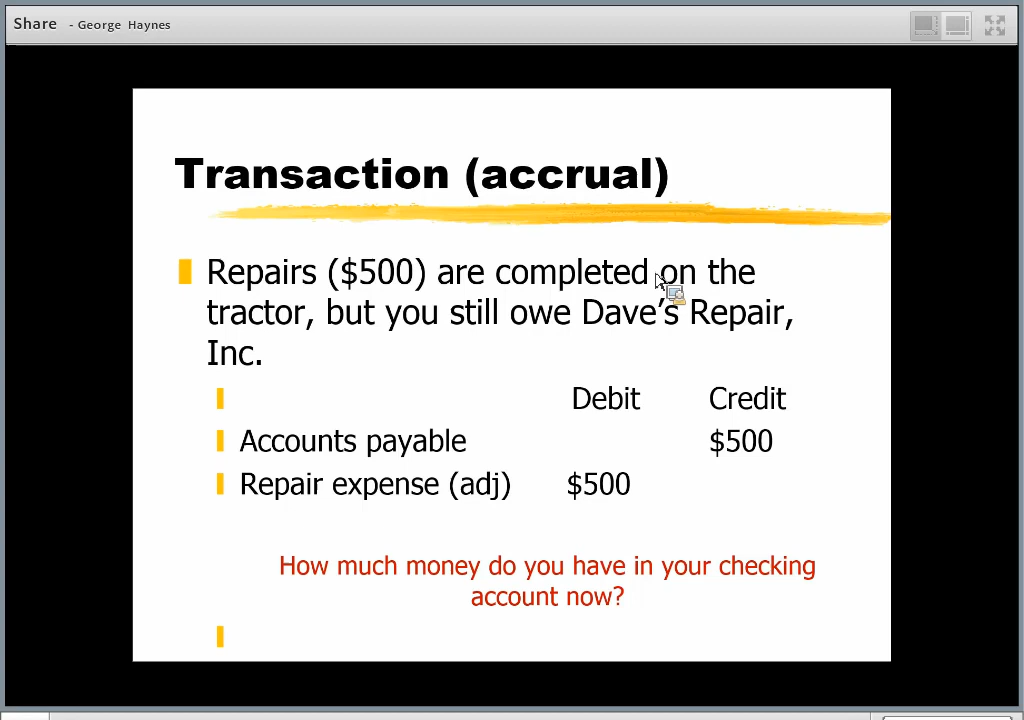 Share - George Haynes
Transaction (accrual)
Repairs ($500) are completed on the
tractor, but you still owe Dave's Repair,
Inc.
Debit Credit
Accounts payable $500
Repair expense (adj) $500
How much money do you have in your checking
account now?